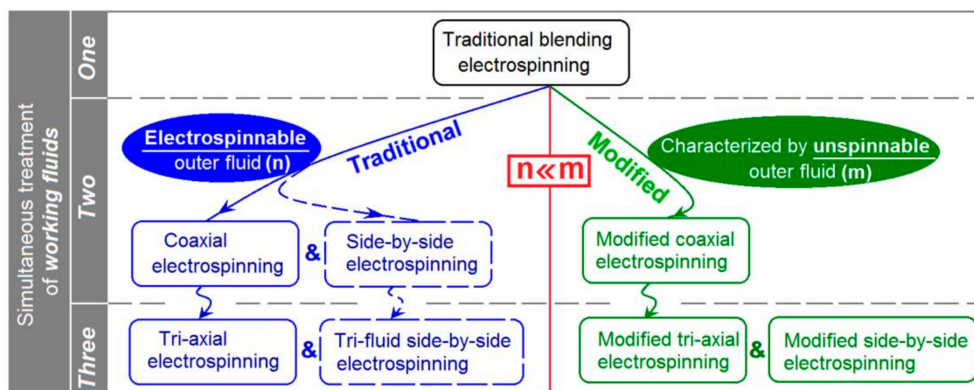 Simultaneous treatment
of working fluids
One
Two
Three
Traditional blending
electrospinning
Electrospinnable
outer fluid (n)
Traditional
n≪m
Modified
Characterized by unspinnable
outer fluid (m)
Coaxial
electrospinning
&
Side-by-side
electrospinning
Modified coaxial
electrospinning
Tri-axial
electrospinning
&
Tri-fluid side-by-side
electrospinning
Modified tri-axial
electrospinning
&
Modified side-by-side
electrospinning